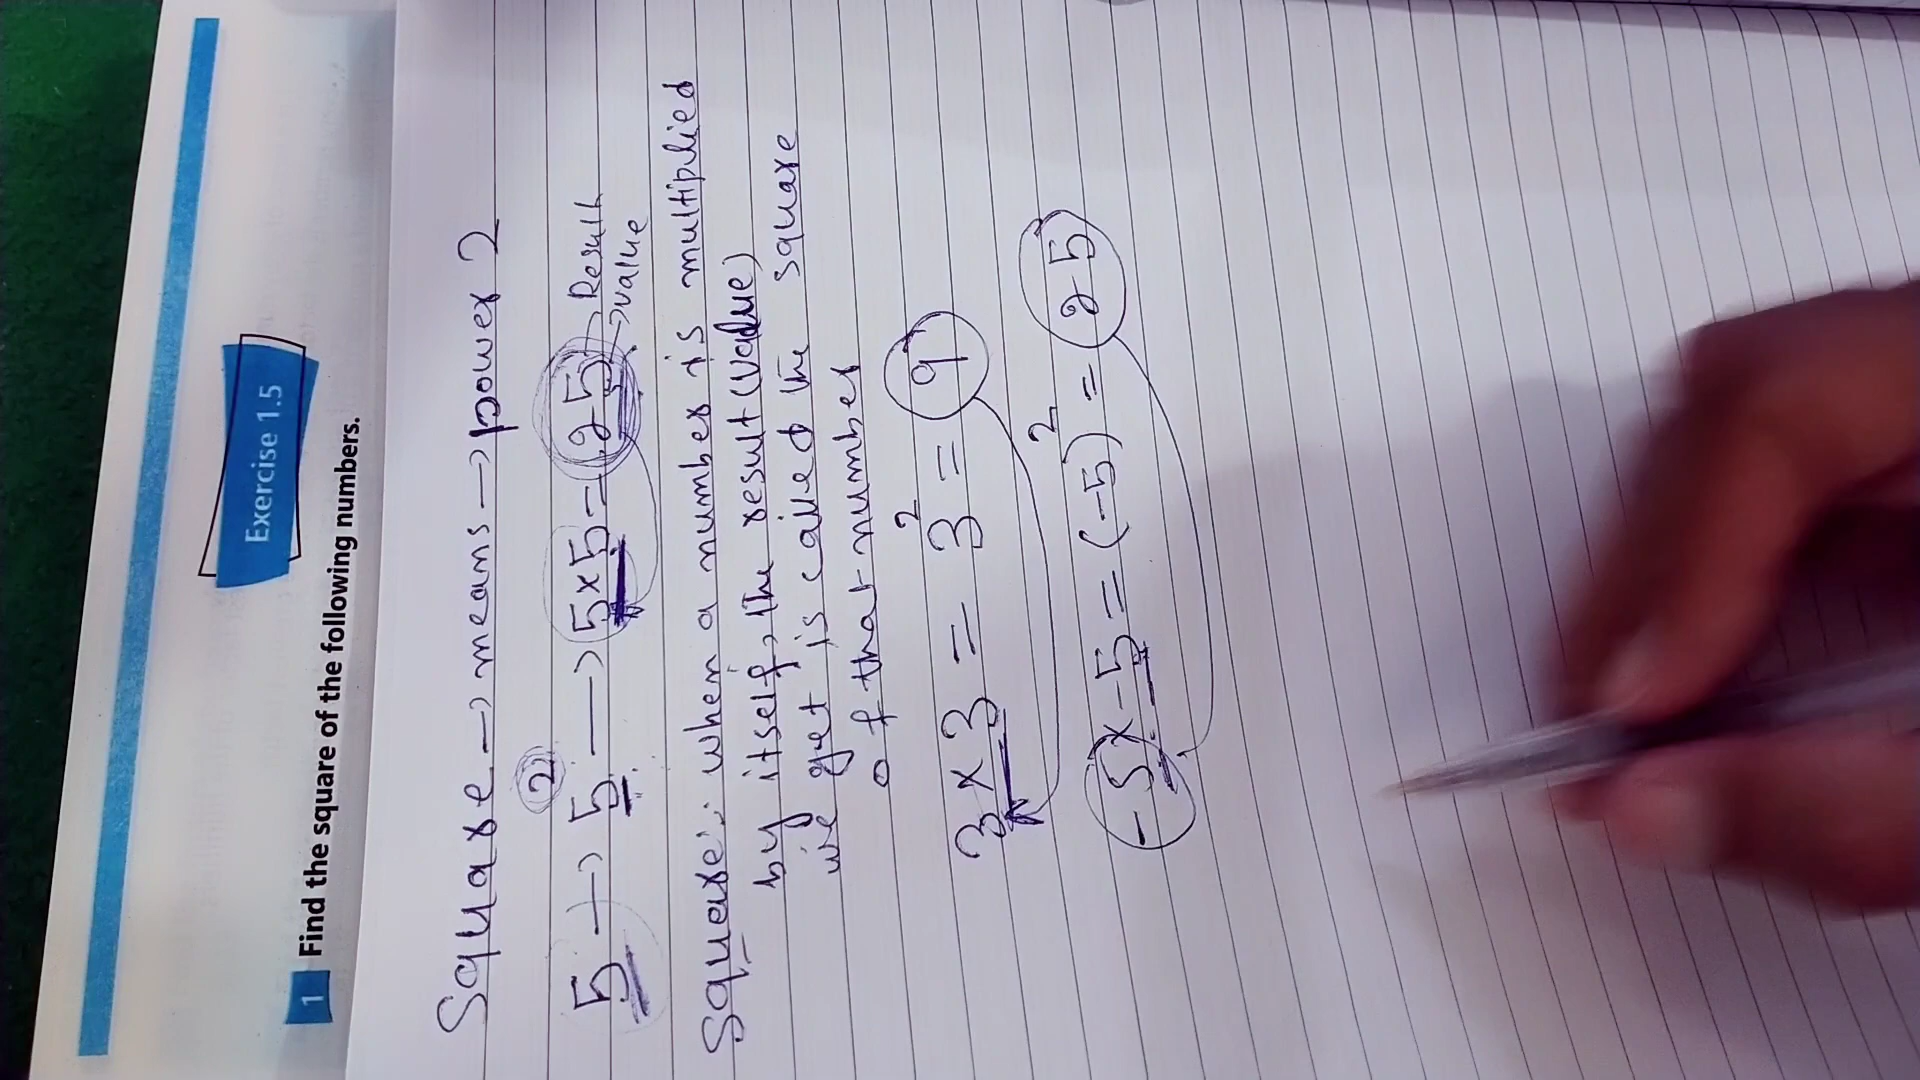 Exercise 1.5
1 Find the square of the following numbers.
Square → means → power 2
5 → 5² → 5×5 = 25 → Result
→ value
Square:- when a number is multiplied
by itself, the result (value)
we get is called the square
of that number
3 × 3 = 3² = 9
-5 × -5 = (-5)² = 25